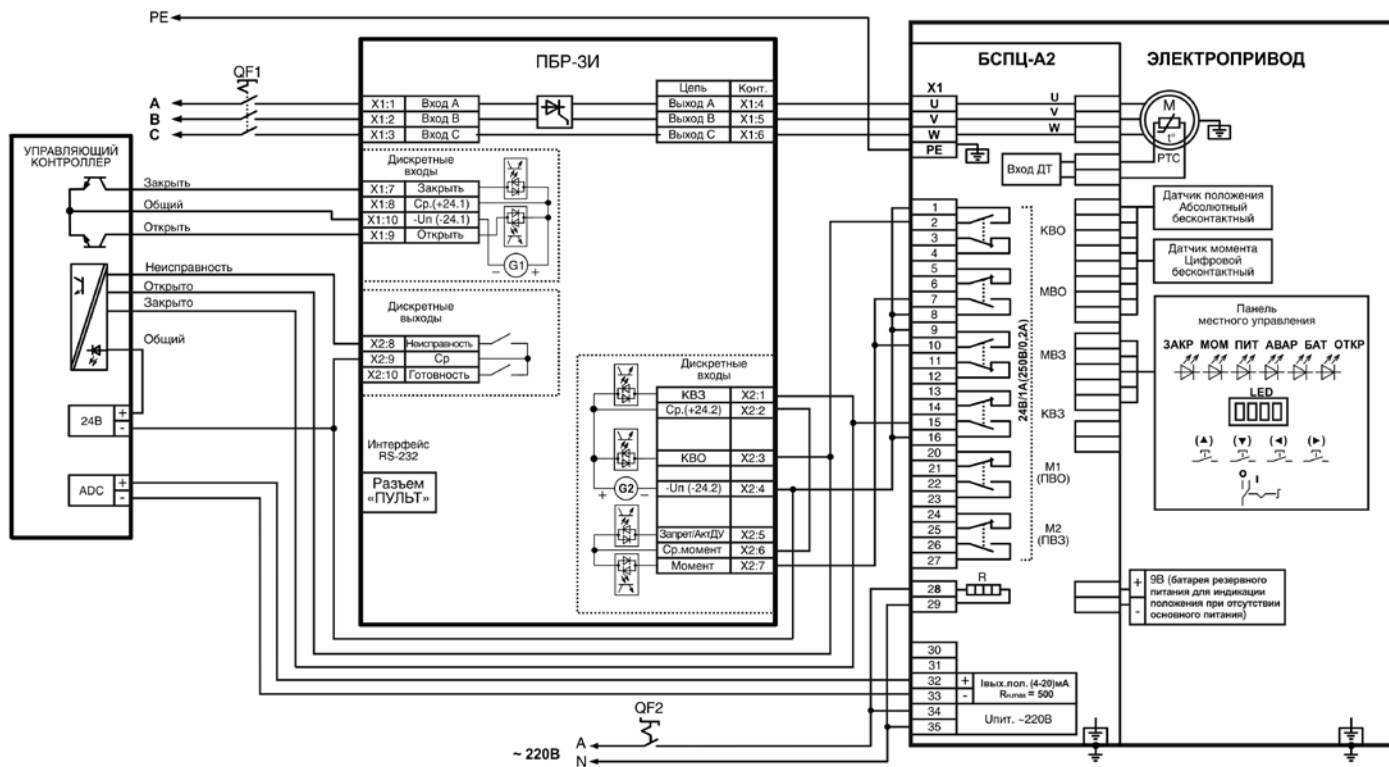 PE
ПБР-3И
БСПЦ-А2
ЭЛЕКТРОПРИВОД
QF1
A
B
C
X1:1 Вход A
X1:2 Вход B
X1:3 Вход C
Цепь Конт.
Выход A X1:4
Выход B X1:5
Выход C X1:6
X1
U
V
W
PE
U
V
W
M
t°
РТС
Вход ДТ
УПРАВЛЯЮЩИЙ
КОНТРОЛЛЕР
Закрыть
Общий
Открыть
Неисправность
Открыто
Закрыто
Общий
24В
+
-
ADC
+
-
Дискретные
входы
X1:7 Закрыть
X1:8 Ср.(+24.1)
X1:10 -Uп (-24.1)
X1:9 Открыть
- G1 +
Дискретные
выходы
X2:8 Неисправность
X2:9 Ср
X2:10 Готовность
Интерфейс
RS-232
Разъем
«ПУЛЬТ»
Дискретные
входы
КВЗ X2:1
Ср.(+24.2) X2:2
КВО X2:3
-Uп (-24.2) X2:4
Запрет/АктДУ X2:5
Ср.момент X2:6
Момент X2:7
+ G2 -
1
2
3
4
5
6
7
8
9
10
11
12
13
14
15
16
20
21
22
23
24
25
26
27
28
29
30
31
32
33
34
35
24В/1А(250В/0,2А)
КВО
МВО
МВЗ
КВЗ
М1
(ПВО)
М2
(ПВЗ)
R
+ Iвых.пол. (4-20)мА
- Rн.max = 500
Uпит. ~220В
Датчик положения
Абсолютный
бесконтактный
Датчик момента
Цифровой
бесконтактный
Панель
местного управления
ЗАКР МОМ ПИТ АВАР БАТ ОТКР
LED
(▲) (▼) (◄) (►)
O I
+ 9В (батарея резервного
питания для индикации
положения при отсутствии
- основного питания)
QF2
~ 220В
A
N